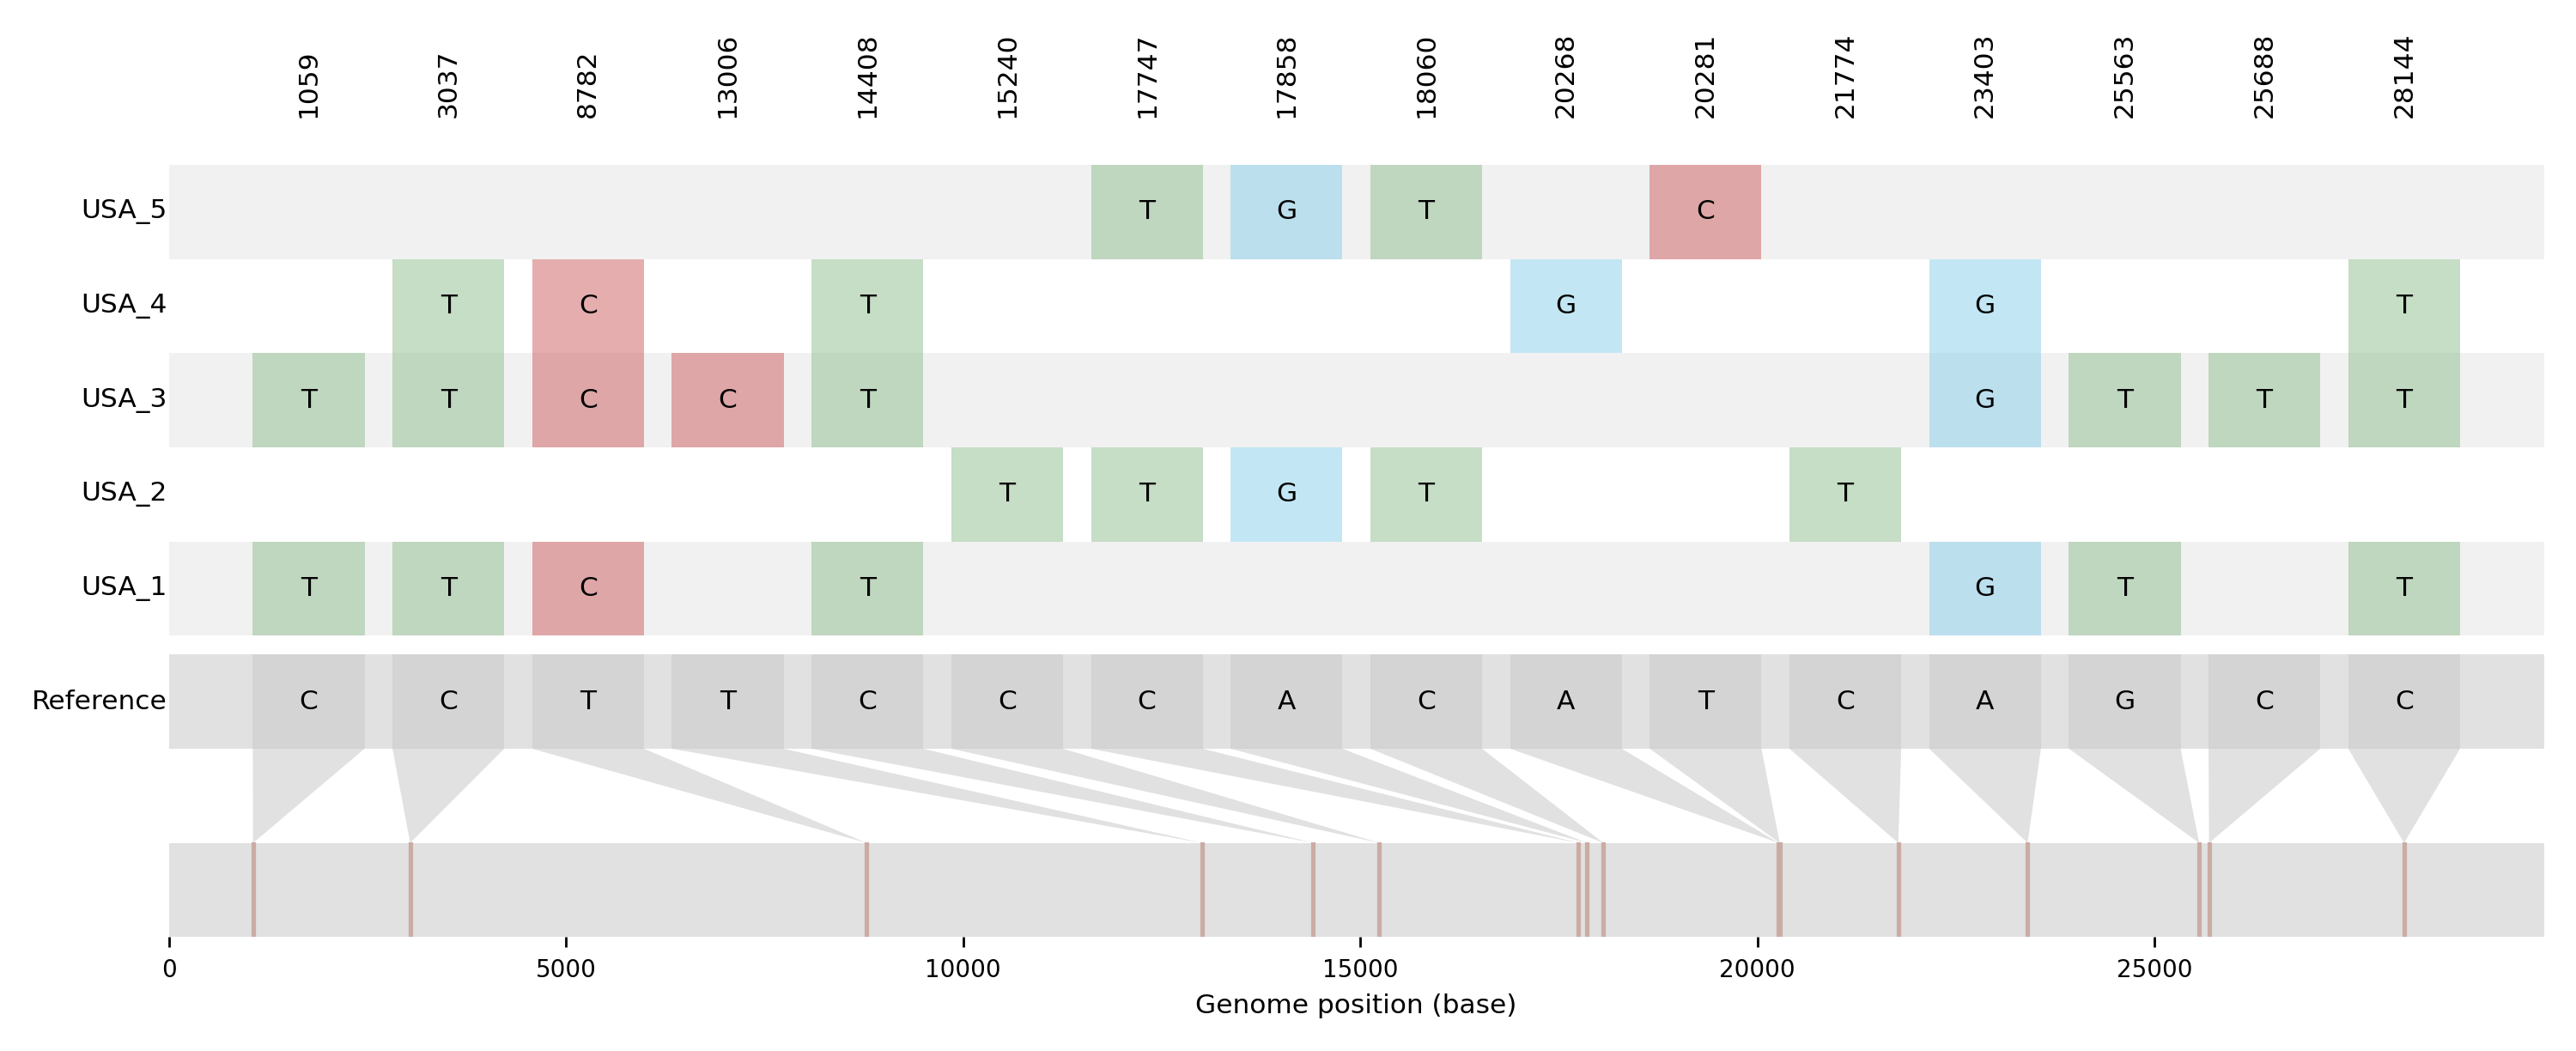 1059 3037 8782 13006 14408 15240 17747 17858 18060 20268 20281 21774 23403 25563 25688 28144
USA_5 T G T C
USA_4 T C T G G T
USA_3 T T C C T G T T T
USA_2 T T G T T
USA_1 T T C T G T T
Reference C C T T C C C A C A T C A G C C
0 5000 10000 15000 20000 25000
Genome position (base)